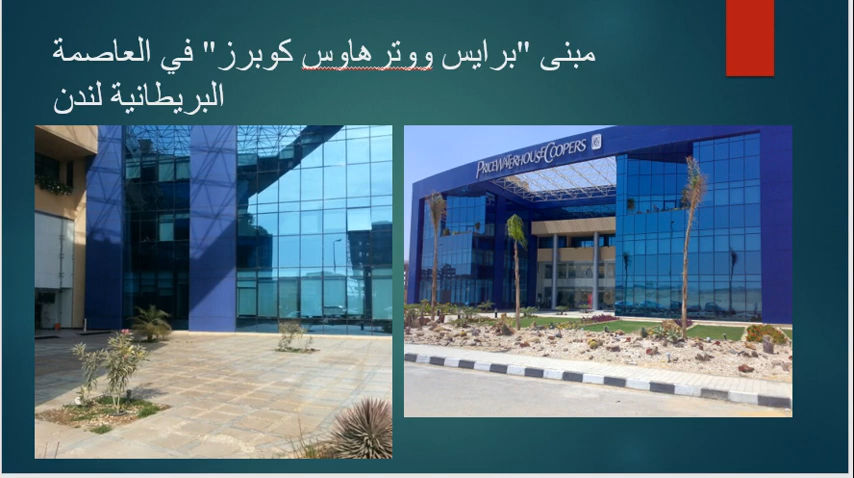 مبنى "برايس ووترهاوس كوبرز" في العاصمة
البريطانية لندن
PRICEWATERHOUSECOOPERS